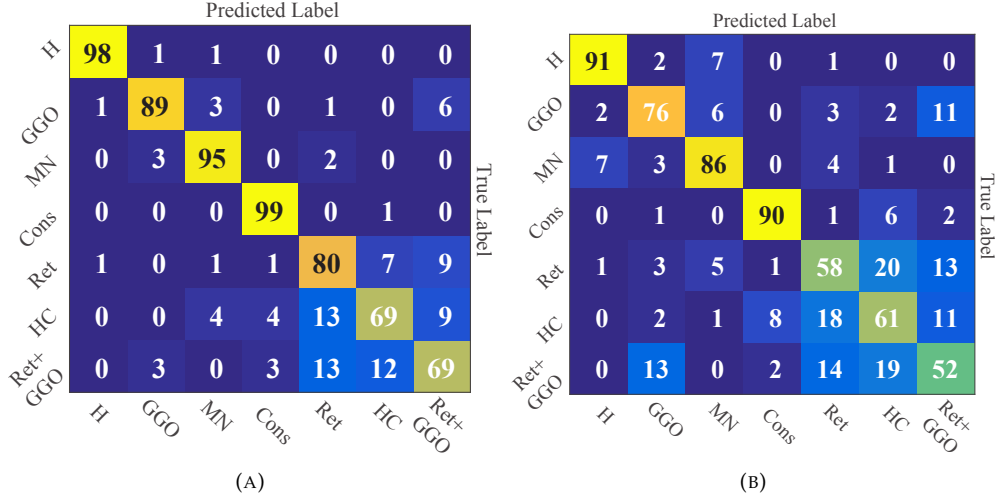 Predicted Label
H 98 1 1 0 0 0 0
GGO 1 89 3 0 1 0 6
MN 0 3 95 0 2 0 0
Cons 0 0 0 99 0 1 0
Ret 1 0 1 1 80 7 9
HC 0 0 4 4 13 69 9
Ret+ GGO 0 3 0 3 13 12 69
H GGO MN Cons Ret HC Ret+ GGO
True Label
(A)
Predicted Label
H 91 2 7 0 1 0 0
GGO 2 76 6 0 3 2 11
MN 7 3 86 0 4 1 0
Cons 0 1 0 90 1 6 2
Ret 1 3 5 1 58 20 13
HC 0 2 1 8 18 61 11
Ret+ GGO 0 13 0 2 14 19 52
H GGO MN Cons Ret HC Ret+ GGO
True Label
(B)